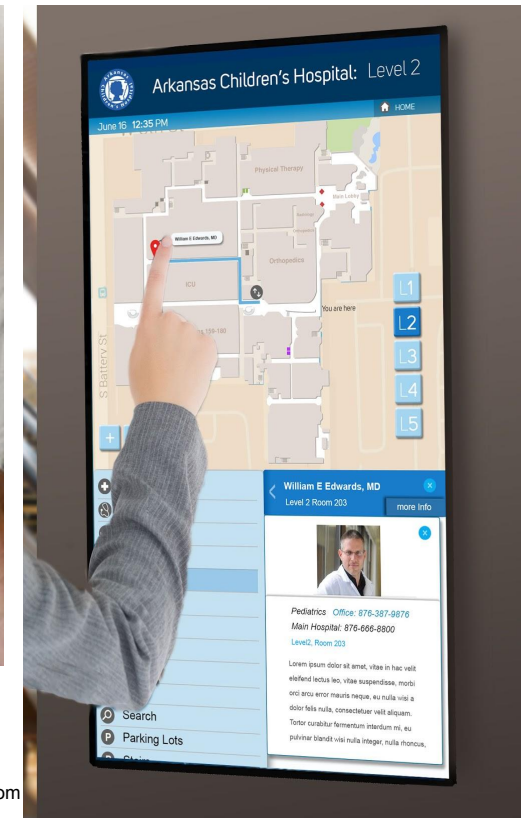 Arkansas Children's Hospital: Level 2
June 16 12:35 PM
HOME
Physical Therapy
Main Lobby
William E Edwards, MD
Orthopedics
ICU
You are here
159-180
S Battery St
L1
L2
L3
L4
L5
+
William E Edwards, MD
Level 2 Room 203
more Info
Pediatrics Office: 876-387-9876
Main Hospital: 876-666-8800
Level2, Room 203
Lorem ipsum dolor sit amet, vitae in hac velit
eleifend lectus leo, vitae suspendisse, morbi
orci arcu error mauris neque, eu nulla wisi a
dolor felis nulla, consectetuer velit aliquam.
Tortor curabitur fermentum interdum mi, eu
pulvinar blandit wisi nulla integer, nulla rhoncus,
Search
P Parking Lots
Stairs
om